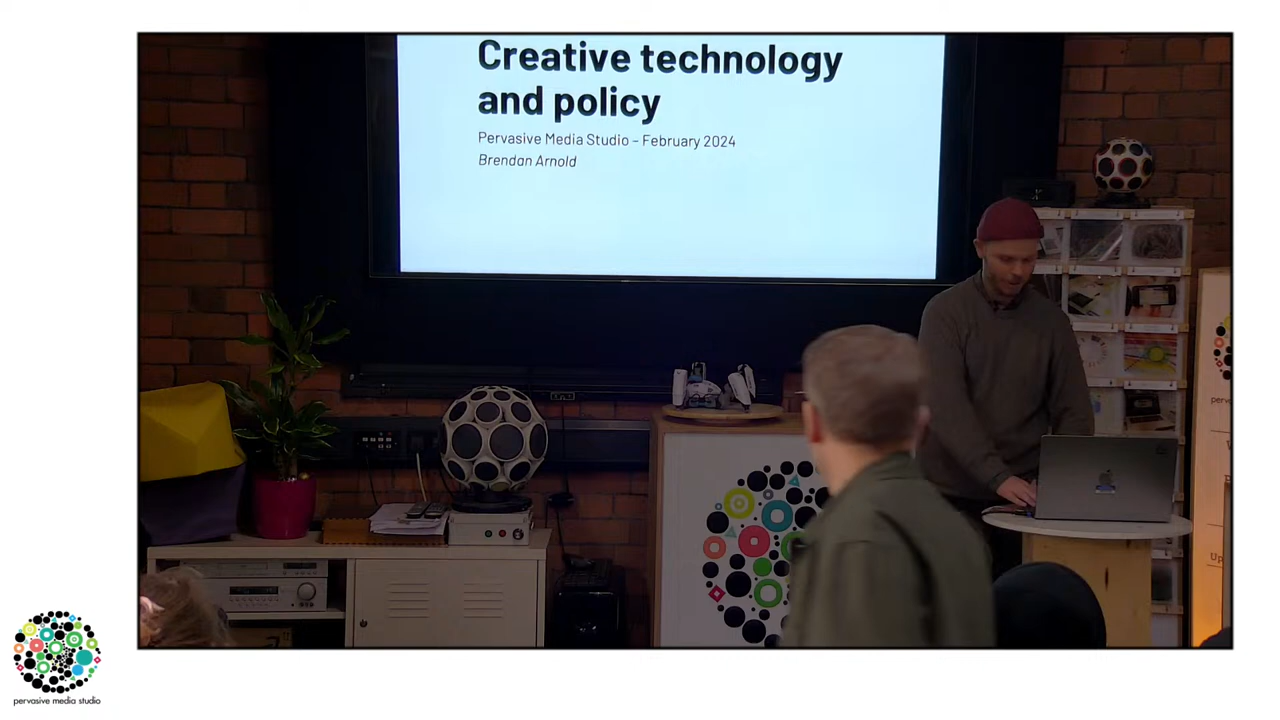 Creative technology
and policy
Pervasive Media Studio – February 2024
Brendan Arnold
pervasive media studio